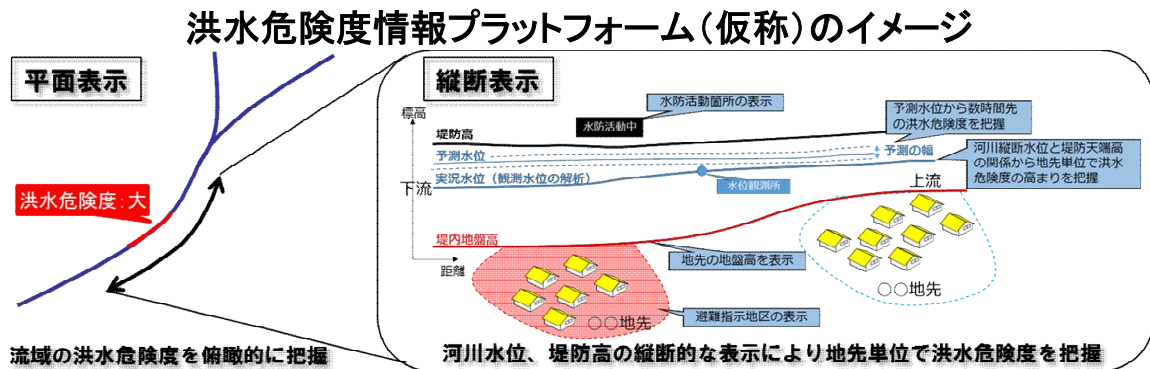 洪水危険度情報プラットフォーム(仮称)のイメージ
平面表示
洪水危険度:大
流域の洪水危険度を俯瞰的に把握
縦断表示
標高
水防活動箇所の表示
堤防高
水防活動中
予測水位から数時間先
の洪水危険度を把握
予測水位
予測の幅
河川縦断水位と堤防天端高
の関係から地先単位で洪水
危険度の高まりを把握
実況水位(観測水位の解析)
下流
水位観測所
上流
堤内地盤高
距離
地先の地盤高を表示
○○地先
○○地先
避難指示地区の表示
河川水位、堤防高の縦断的な表示により地先単位で洪水危険度を把握